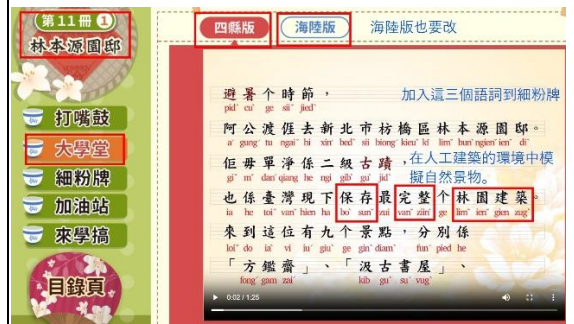 第11冊 1
林本源園邸
打嘴鼓
大學堂
細粉牌
加油站
來學搞
目錄頁
四縣版
海陸版
海陸版也要改
避暑个時節，
pidˋ cuˋ ge siiˇ jiedˋ
加入這三個語詞到細粉牌
阿公渡𠊎去新北市枋橋區林本源園邸。
佢毋單淨係二級古蹟，
在人工建築的環境中模擬自然景物。
也係臺灣現下保存最完整个林園建築。
來到這位有九个景點，分別係
「方鑑齋」、「汲古書屋」、
0:02 / 1:25